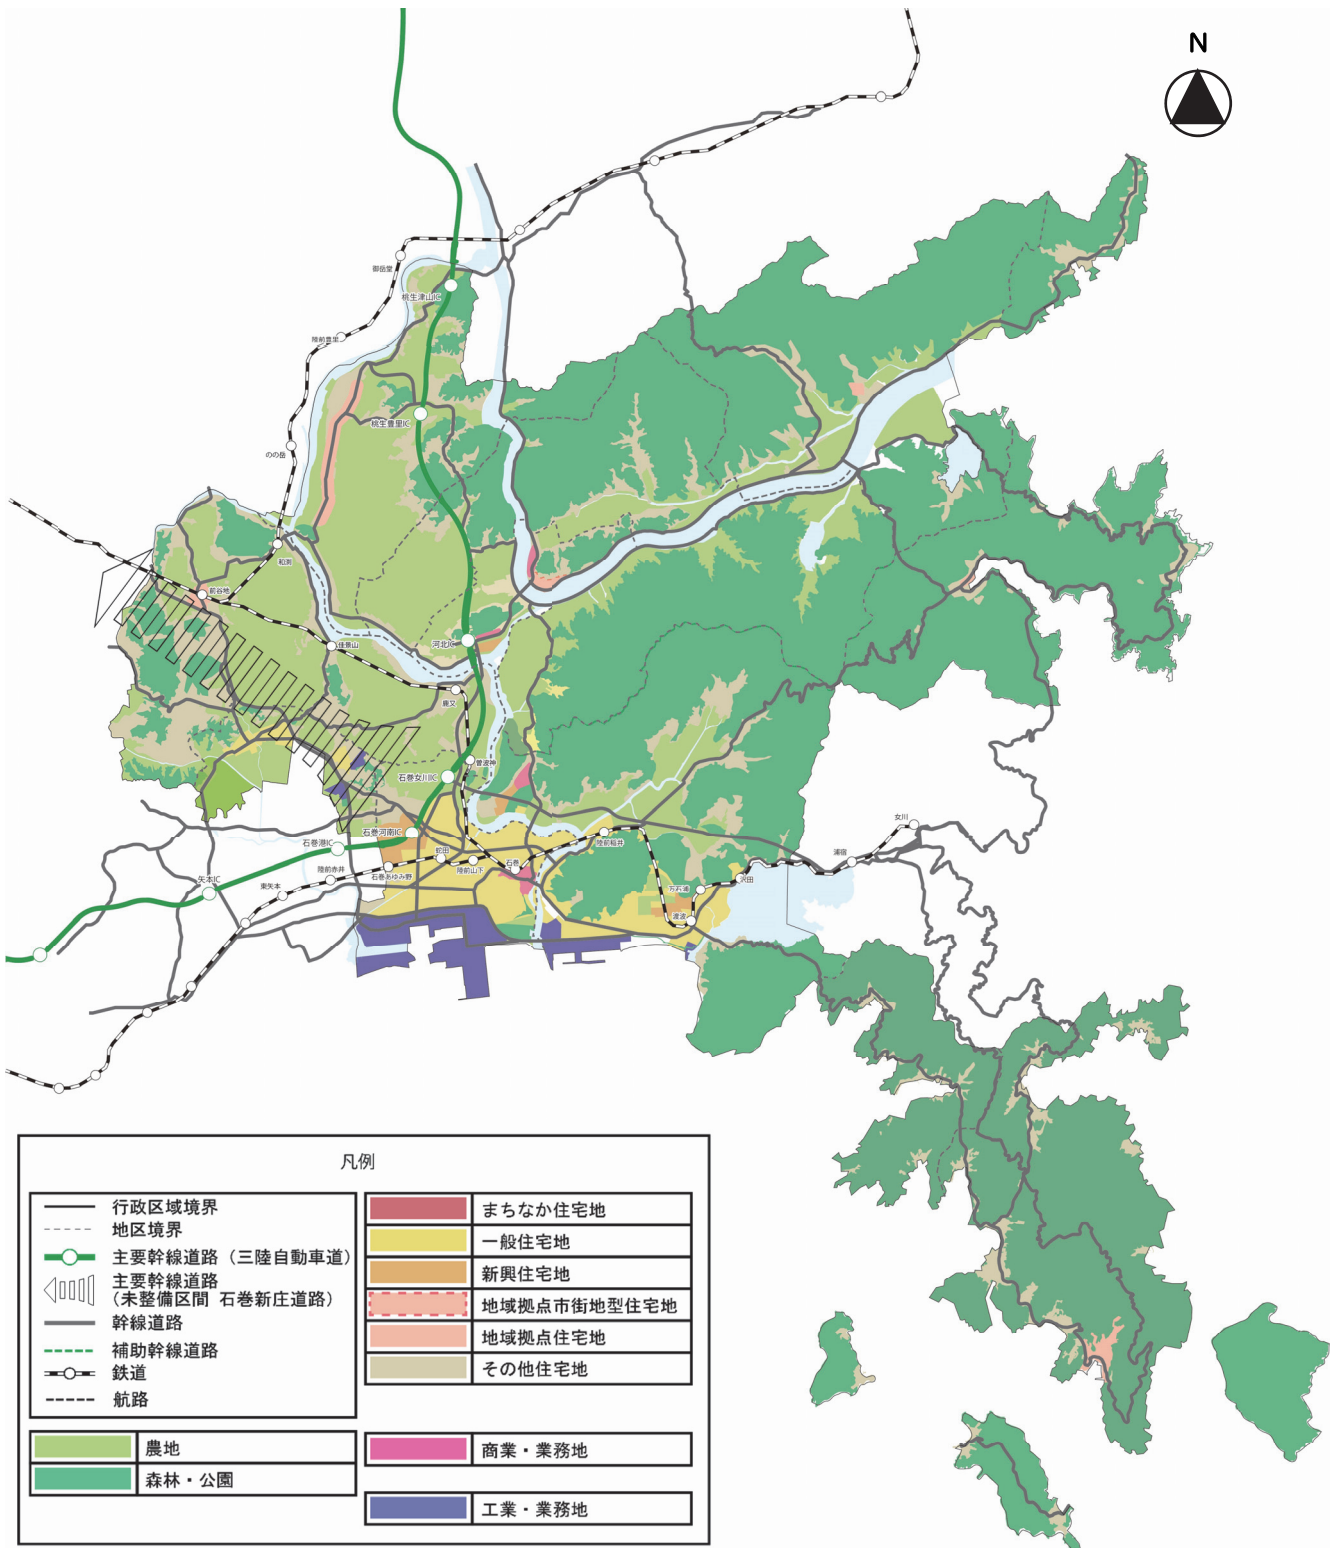 N
御岳堂
桃生津山IC
陸前豊里
桃生豊里IC
のの岳
和渕
前谷地
佳景山
河北IC
鹿又
曽波神
石巻女川IC
石巻河南IC
石巻港IC
陸前稲井
女川
浦宿
蛇田
石巻
陸前山下
石巻あゆみ野
陸前赤井
東矢本
矢本IC
万石浦
沢田
渡波
凡例
行政区域境界
地区境界
主要幹線道路（三陸自動車道）
主要幹線道路
（未整備区間 石巻新庄道路）
幹線道路
補助幹線道路
鉄道
航路
農地
森林・公園
まちなか住宅地
一般住宅地
新興住宅地
地域拠点市街地型住宅地
地域拠点住宅地
その他住宅地
商業・業務地
工業・業務地